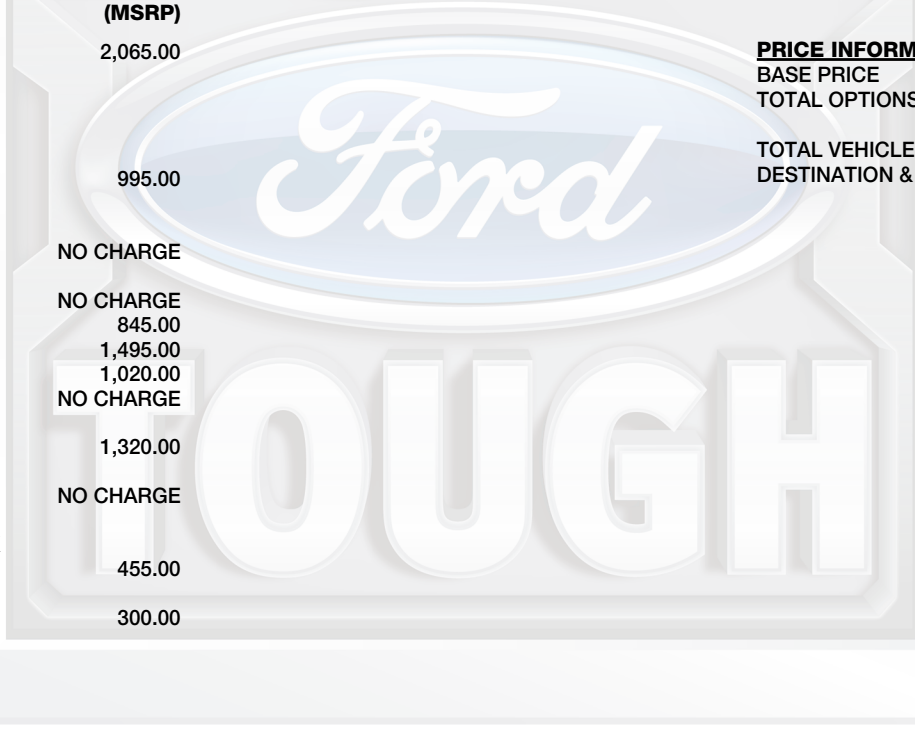 (MSRP)
2,065.00
995.00
NO CHARGE
NO CHARGE
845.00
1,495.00
1,020.00
NO CHARGE
1,320.00
NO CHARGE
455.00
300.00
PRICE INFORM
BASE PRICE
TOTAL OPTIONS
TOTAL VEHICLE
DESTINATION &
Ford
TOUGH